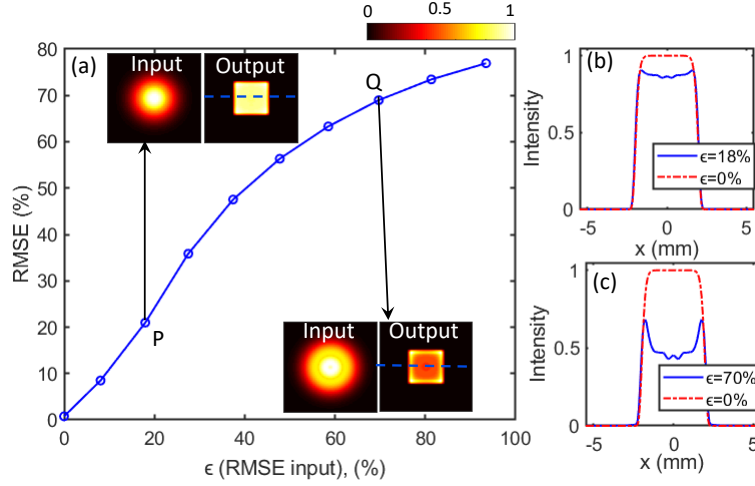 0 0.5 1
80
70
60
50
40
30
20
10
0
RMSE (%)
(a)
Input Output
Q
P
Input Output
0 20 40 60 80 100
ϵ (RMSE input), (%)
(b)
1
0.5
0
Intensity
ϵ=18%
ϵ=0%
-5 0 5
x (mm)
(c)
1
0.5
0
Intensity
ϵ=70%
ϵ=0%
-5 0 5
x (mm)